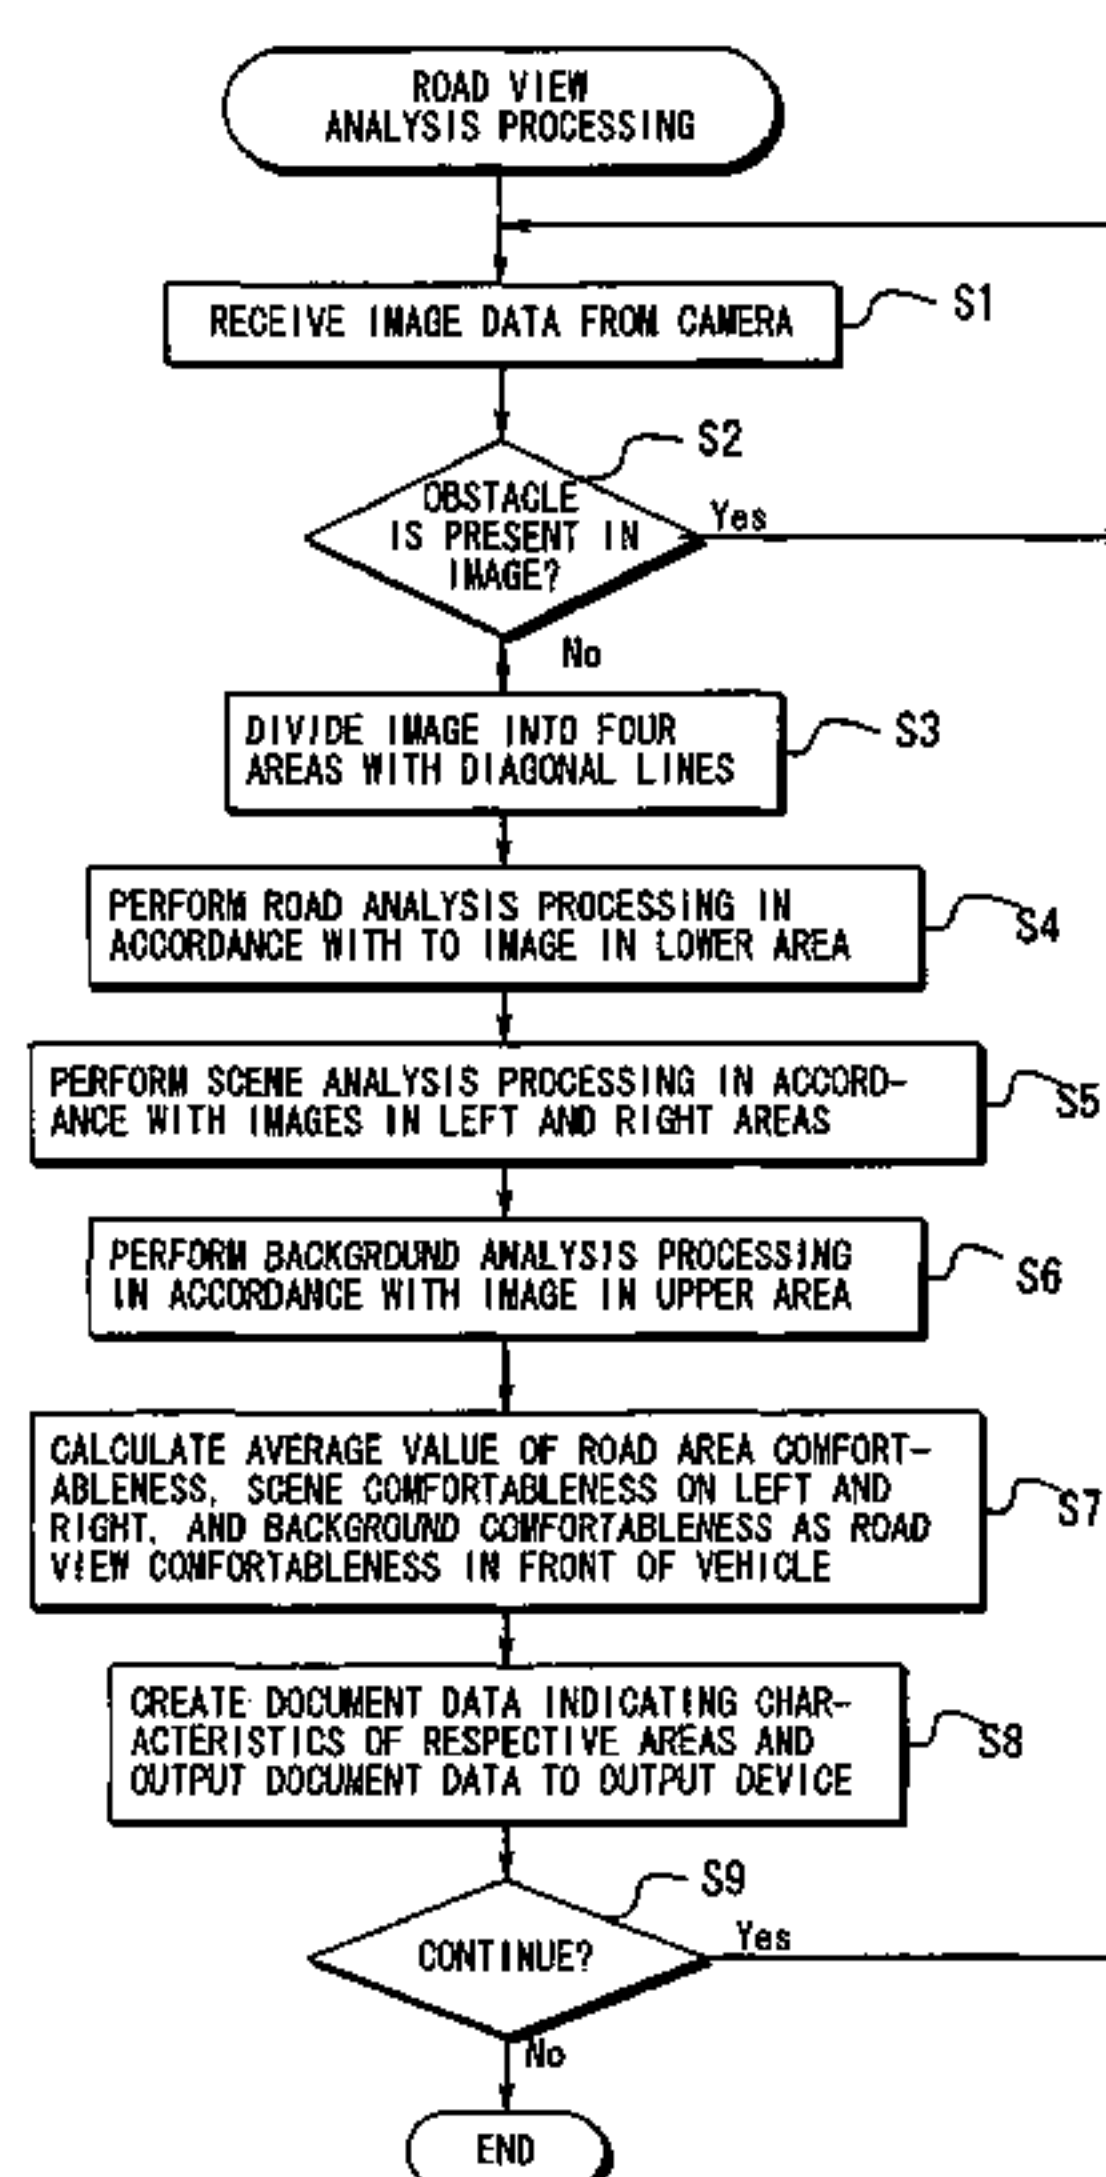 ROAD VIEW
ANALYSIS PROCESSING
RECEIVE IMAGE DATA FROM CAMERA
S1
S2
OBSTACLE
IS PRESENT IN
IMAGE?
Yes
No
DIVIDE IMAGE INTO FOUR
AREAS WITH DIAGONAL LINES
S3
PERFORM ROAD ANALYSIS PROCESSING IN
ACCORDANCE WITH TO IMAGE IN LOWER AREA
S4
PERFORM SCENE ANALYSIS PROCESSING IN ACCORD-
ANCE WITH IMAGES IN LEFT AND RIGHT AREAS
S5
PERFORM BACKGROUND ANALYSIS PROCESSING
IN ACCORDANCE WITH IMAGE IN UPPER AREA
S6
CALCULATE AVERAGE VALUE OF ROAD AREA COMFORT-
ABLENESS, SCENE COMFORTABLENESS ON LEFT AND
RIGHT, AND BACKGROUND COMFORTABLENESS AS ROAD
VIEW COMFORTABLENESS IN FRONT OF VEHICLE
S7
CREATE DOCUMENT DATA INDICATING CHAR-
ACTERISTICS OF RESPECTIVE AREAS AND
OUTPUT DOCUMENT DATA TO OUTPUT DEVICE
S8
S9
CONTINUE?
Yes
No
END